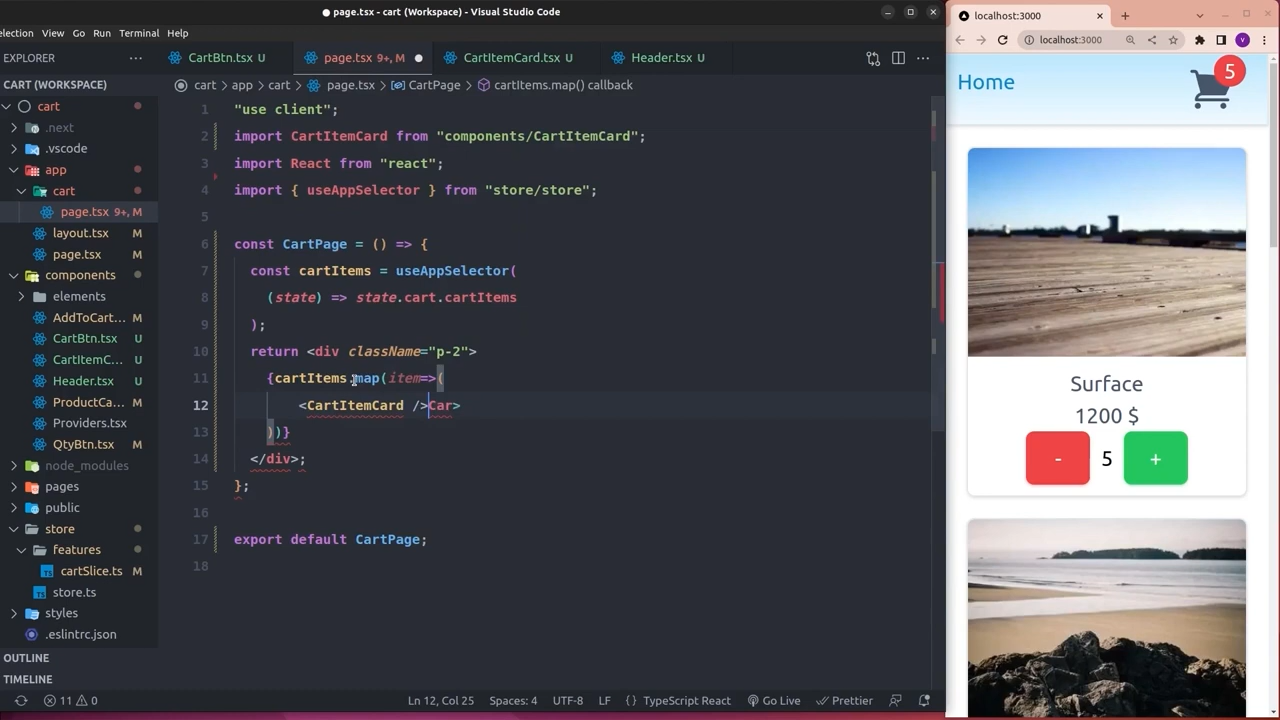 page.tsx - cart (Workspace) - Visual Studio Code
election View Go Run Terminal Help
EXPLORER
CartBtn.tsx U
page.tsx 9+, M
CartItemCard.tsx U
Header.tsx U
CART (WORKSPACE)
cart > app > cart > page.tsx > CartPage > cartItems.map() callback
cart
.next
.vscode
app
cart
page.tsx 9+, M
layout.tsx M
page.tsx M
components
elements
AddToCart... M
CartBtn.tsx U
CartItemC... U
Header.tsx U
ProductCa... M
Providers.tsx
QtyBtn.tsx M
node_modules
pages
public
store
features
cartSlice.ts M
store.ts
styles
.eslintrc.json
OUTLINE
TIMELINE
1 "use client";
2 import CartItemCard from "components/CartItemCard";
3 import React from "react";
4 import { useAppSelector } from "store/store";
5
6 const CartPage = () => {
7 const cartItems = useAppSelector(
8 (state) => state.cart.cartItems
9 );
10 return <div className="p-2">
11 {cartItems.map(item=>(
12 <CartItemCard />Car>
13 ))}
14 </div>;
15 };
16
17 export default CartPage;
18
11 0
Ln 12, Col 25 Spaces: 4 UTF-8 LF {} TypeScript React Go Live Prettier
localhost:3000
localhost:3000
v
Home
5
Surface
1200 $
- 5 +